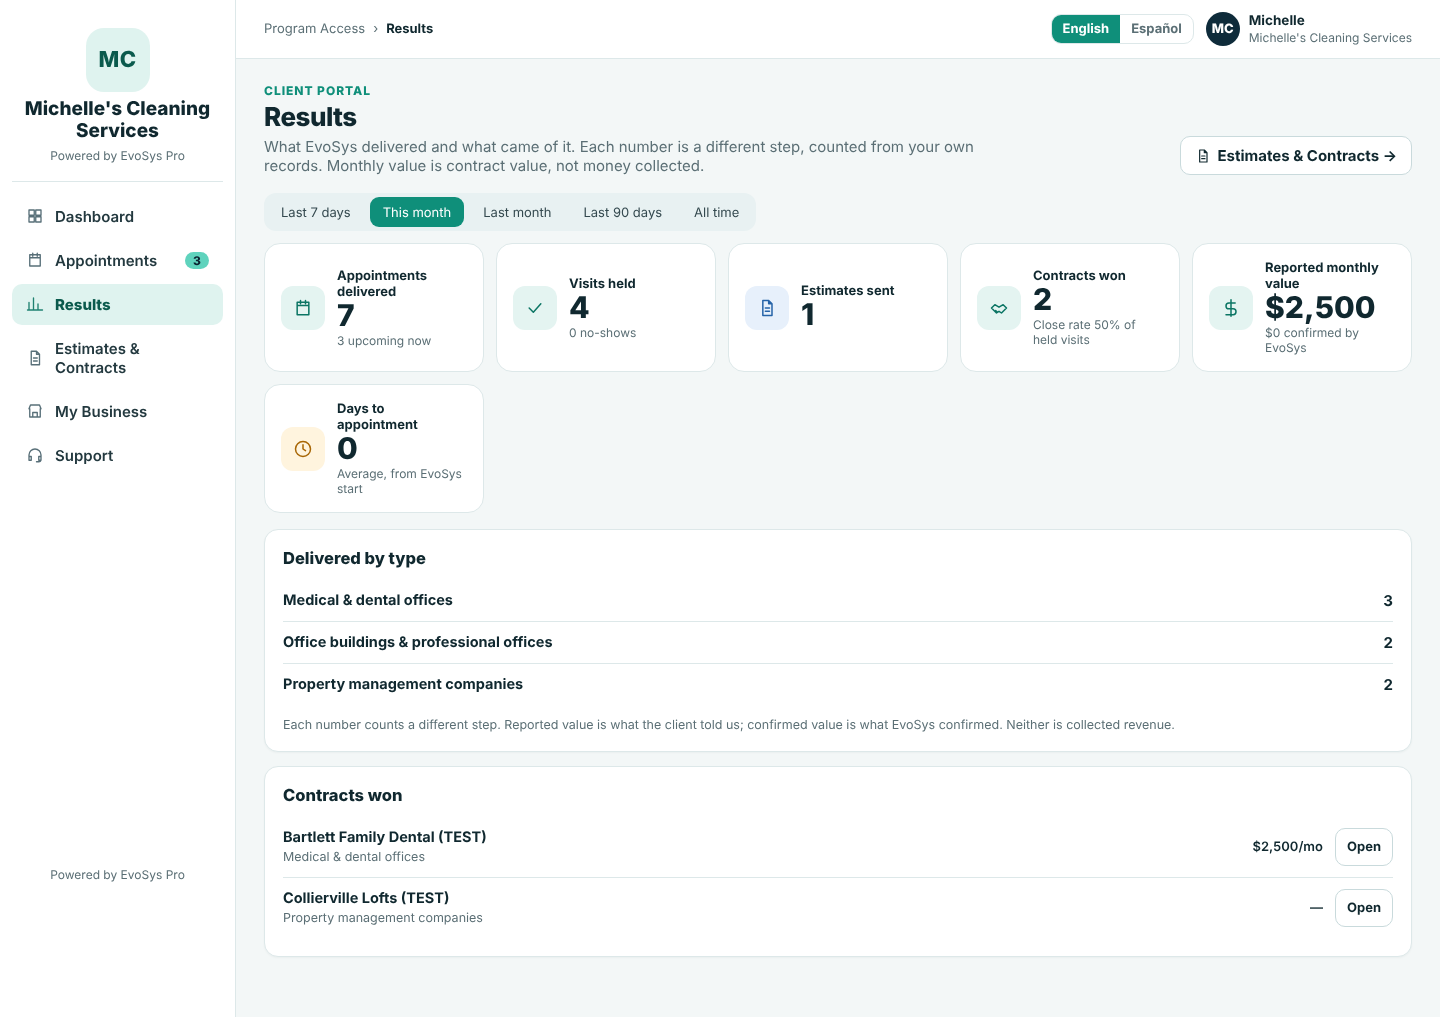 MC
Michelle's Cleaning
Services
Powered by EvoSys Pro
Dashboard
Appointments 3
Results
Estimates &
Contracts
My Business
Support
Powered by EvoSys Pro
Program Access › Results
English Español
MC
Michelle
Michelle's Cleaning Services
CLIENT PORTAL
Results
What EvoSys delivered and what came of it. Each number is a different step, counted from your own
records. Monthly value is contract value, not money collected.
Estimates & Contracts →
Last 7 days This month Last month Last 90 days All time
Appointments
delivered
7
3 upcoming now
Visits held
4
0 no-shows
Estimates sent
1
Contracts won
2
Close rate 50% of
held visits
Reported monthly
value
$2,500
$0 confirmed by
EvoSys
Days to
appointment
0
Average, from EvoSys
start
Delivered by type
Medical & dental offices 3
Office buildings & professional offices 2
Property management companies 2
Each number counts a different step. Reported value is what the client told us; confirmed value is what EvoSys confirmed. Neither is collected revenue.
Contracts won
Bartlett Family Dental (TEST)
Medical & dental offices
$2,500/mo Open
Collierville Lofts (TEST)
Property management companies
— Open